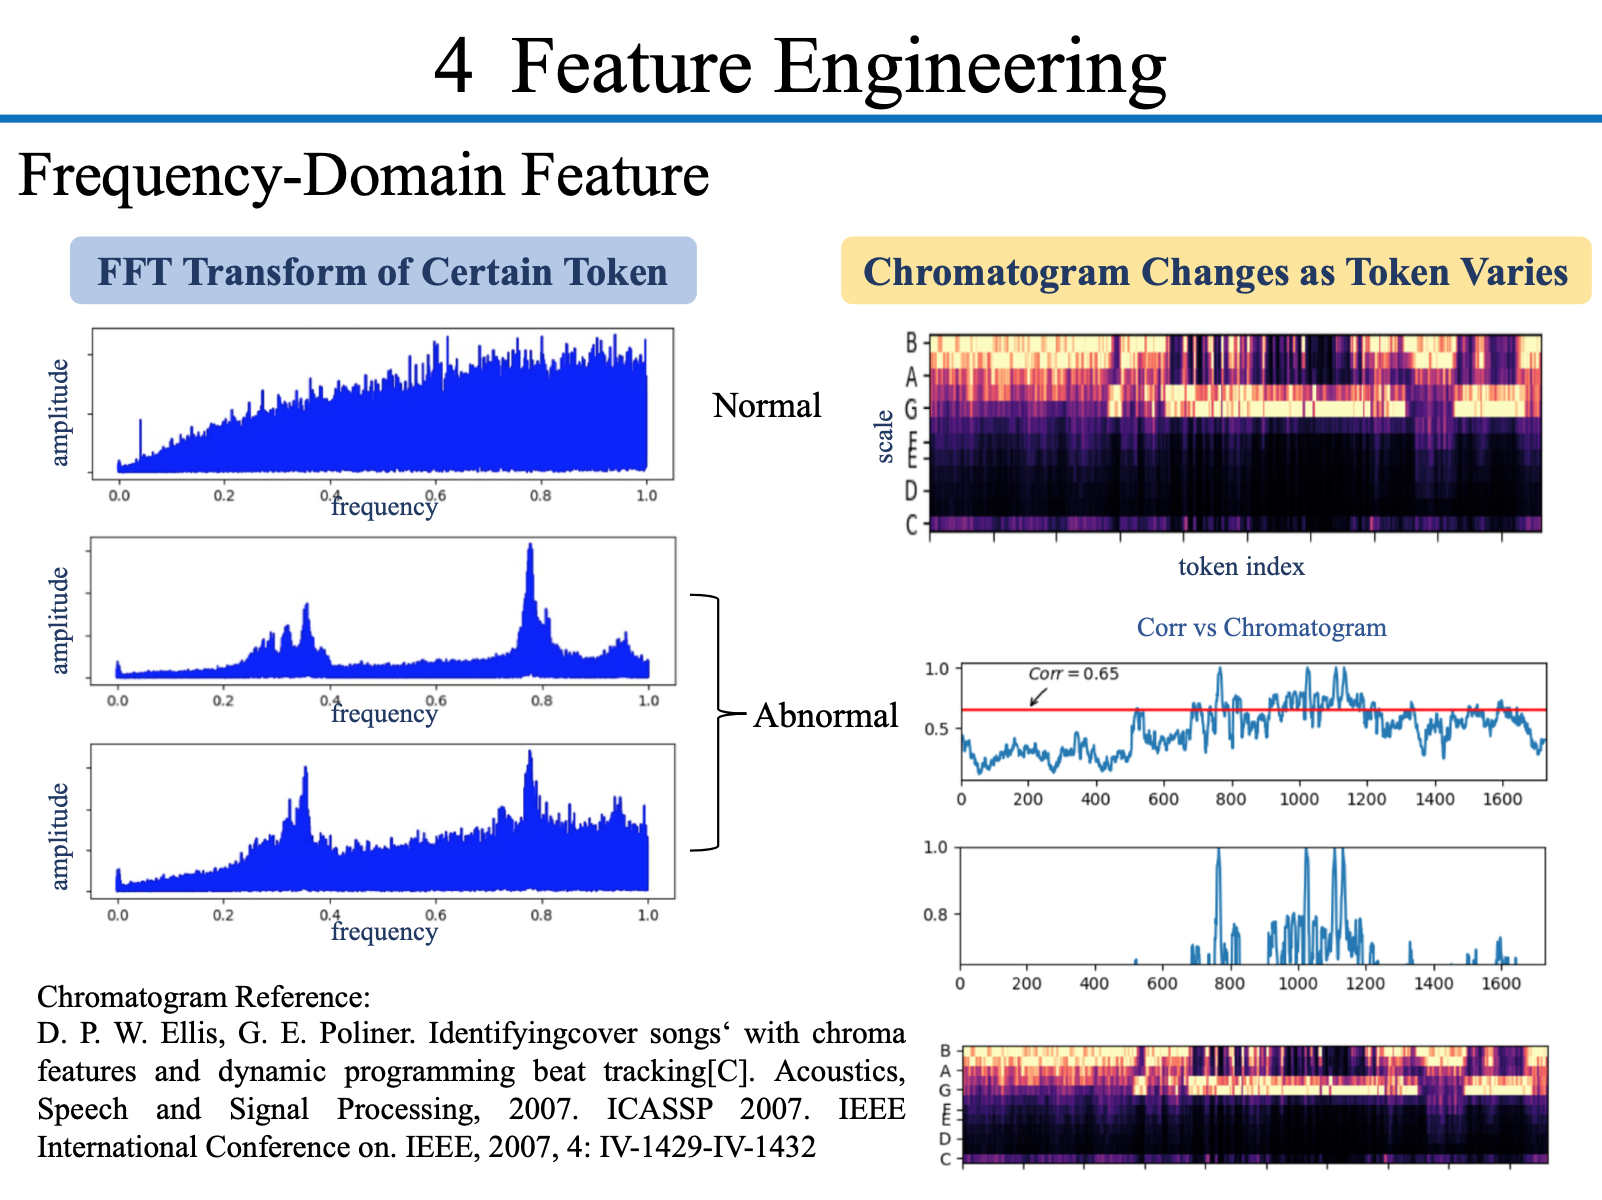 4 Feature Engineering
Frequency-Domain Feature
FFT Transform of Certain Token
amplitude
0.0 0.2 0.4 0.6 0.8 1.0
frequency
Normal
amplitude
0.0 0.2 0.4 0.6 0.8 1.0
frequency
amplitude
0.0 0.2 0.4 0.6 0.8 1.0
frequency
Abnormal
Chromatogram Reference:
D. P. W. Ellis, G. E. Poliner. Identifyingcover songs‘ with chroma
features and dynamic programming beat tracking[C]. Acoustics,
Speech and Signal Processing, 2007. ICASSP 2007. IEEE
International Conference on. IEEE, 2007, 4: IV-1429-IV-1432
Chromatogram Changes as Token Varies
scale
B
A
G
F
E
D
C
token index
Corr vs Chromatogram
1.0
Corr = 0.65
0.5
0 200 400 600 800 1000 1200 1400 1600
1.0
0.8
0 200 400 600 800 1000 1200 1400 1600
B
A
G
F
E
D
C